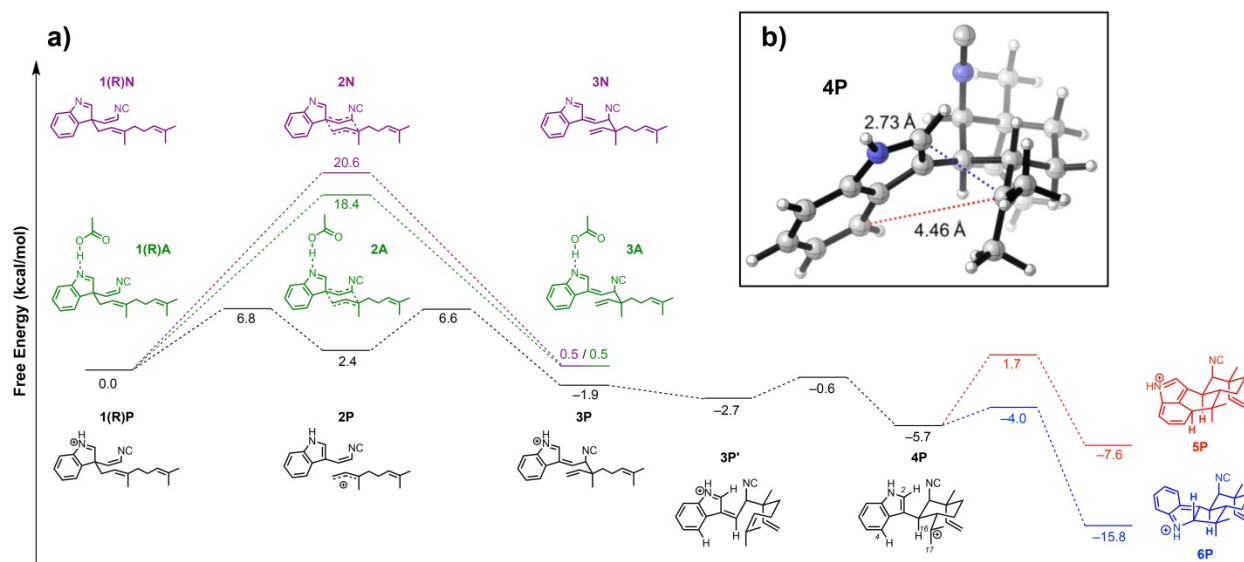 a)
b)
Free Energy (kcal/mol)
1(R)N
2N
3N
N
NC
N
NC
N
NC
20.6
18.4
O
O
H
N
NC
1(R)A
O
O
H
N
NC
2A
O
O
H
N
NC
3A
0.0
6.8
2.4
6.6
0.5 / 0.5
–1.9
–2.7
–0.6
–5.7
1.7
–4.0
–7.6
–15.8
1(R)P
H
N
⊕
NC
2P
H
N
NC
⊕
3P
H
N
⊕
NC
3P'
H
N
⊕
H
NC
H
H
4P
H
N
2
H
NC
4
H
H
16
17
⊕
4P
2.73 Å
4.46 Å
NC
⊕
HN
H
H
5P
NC
H
N
⊕
H
6P